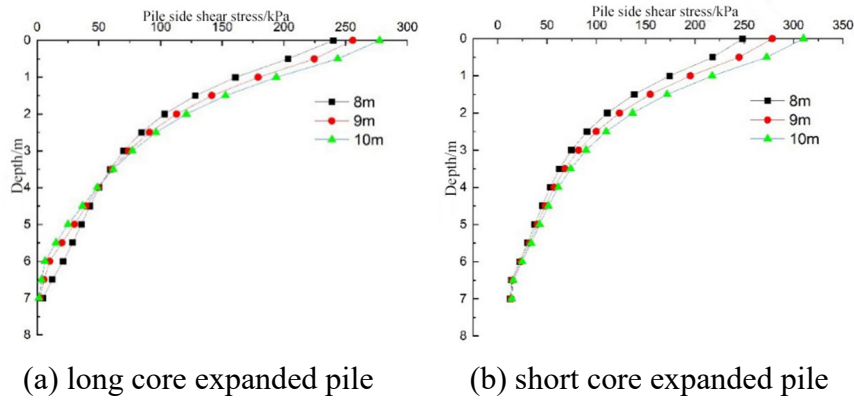 Pile side shear stress/kPa
0 50 100 150 200 250 300
0
1
2
3
4
5
6
7
8
Depth/m
8m
9m
10m
(a) long core expanded pile
Pile side shear stress/kPa
0 50 100 150 200 250 300 350
0
1
2
3
4
5
6
7
8
Depth/m
8m
9m
10m
(b) short core expanded pile